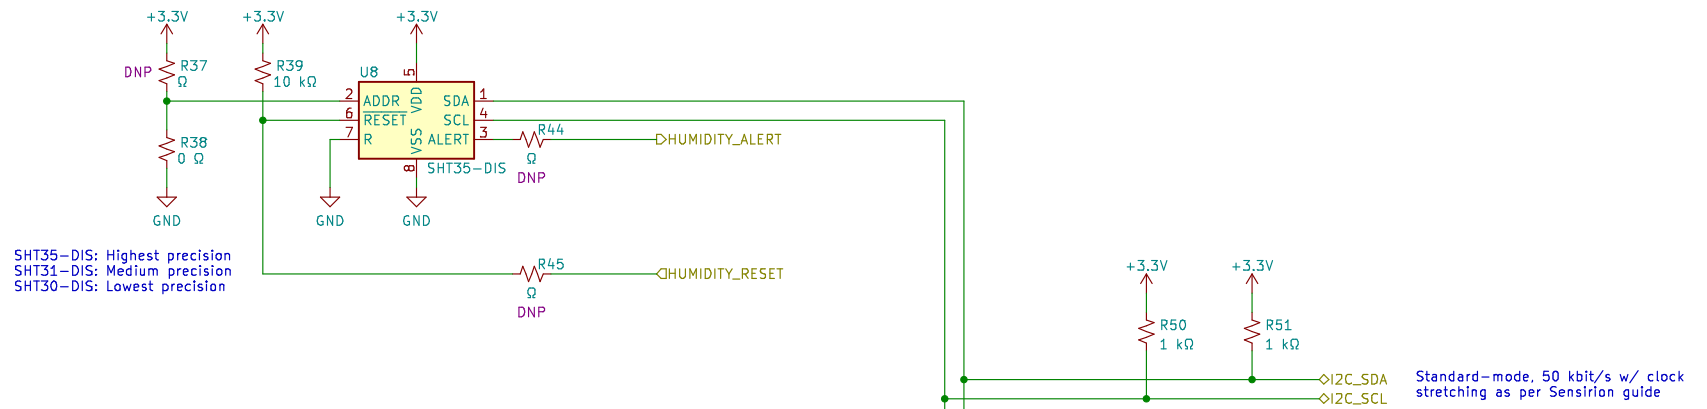 +3.3V
+3.3V
+3.3V
DNP
R37
Ω
R39
10 kΩ
U8
5
VDD
2
ADDR
SDA
1
6
RESET
SCL
4
7
R
VSS
ALERT
3
8
SHT35-DIS
R44
Ω
DNP
HUMIDITY_ALERT
R38
0 Ω
GND
GND
GND
SHT35-DIS: Highest precision
SHT31-DIS: Medium precision
SHT30-DIS: Lowest precision
R45
Ω
DNP
HUMIDITY_RESET
+3.3V
+3.3V
R50
1 kΩ
R51
1 kΩ
I2C_SDA
I2C_SCL
Standard-mode, 50 kbit/s w/ clock
stretching as per Sensirion guide